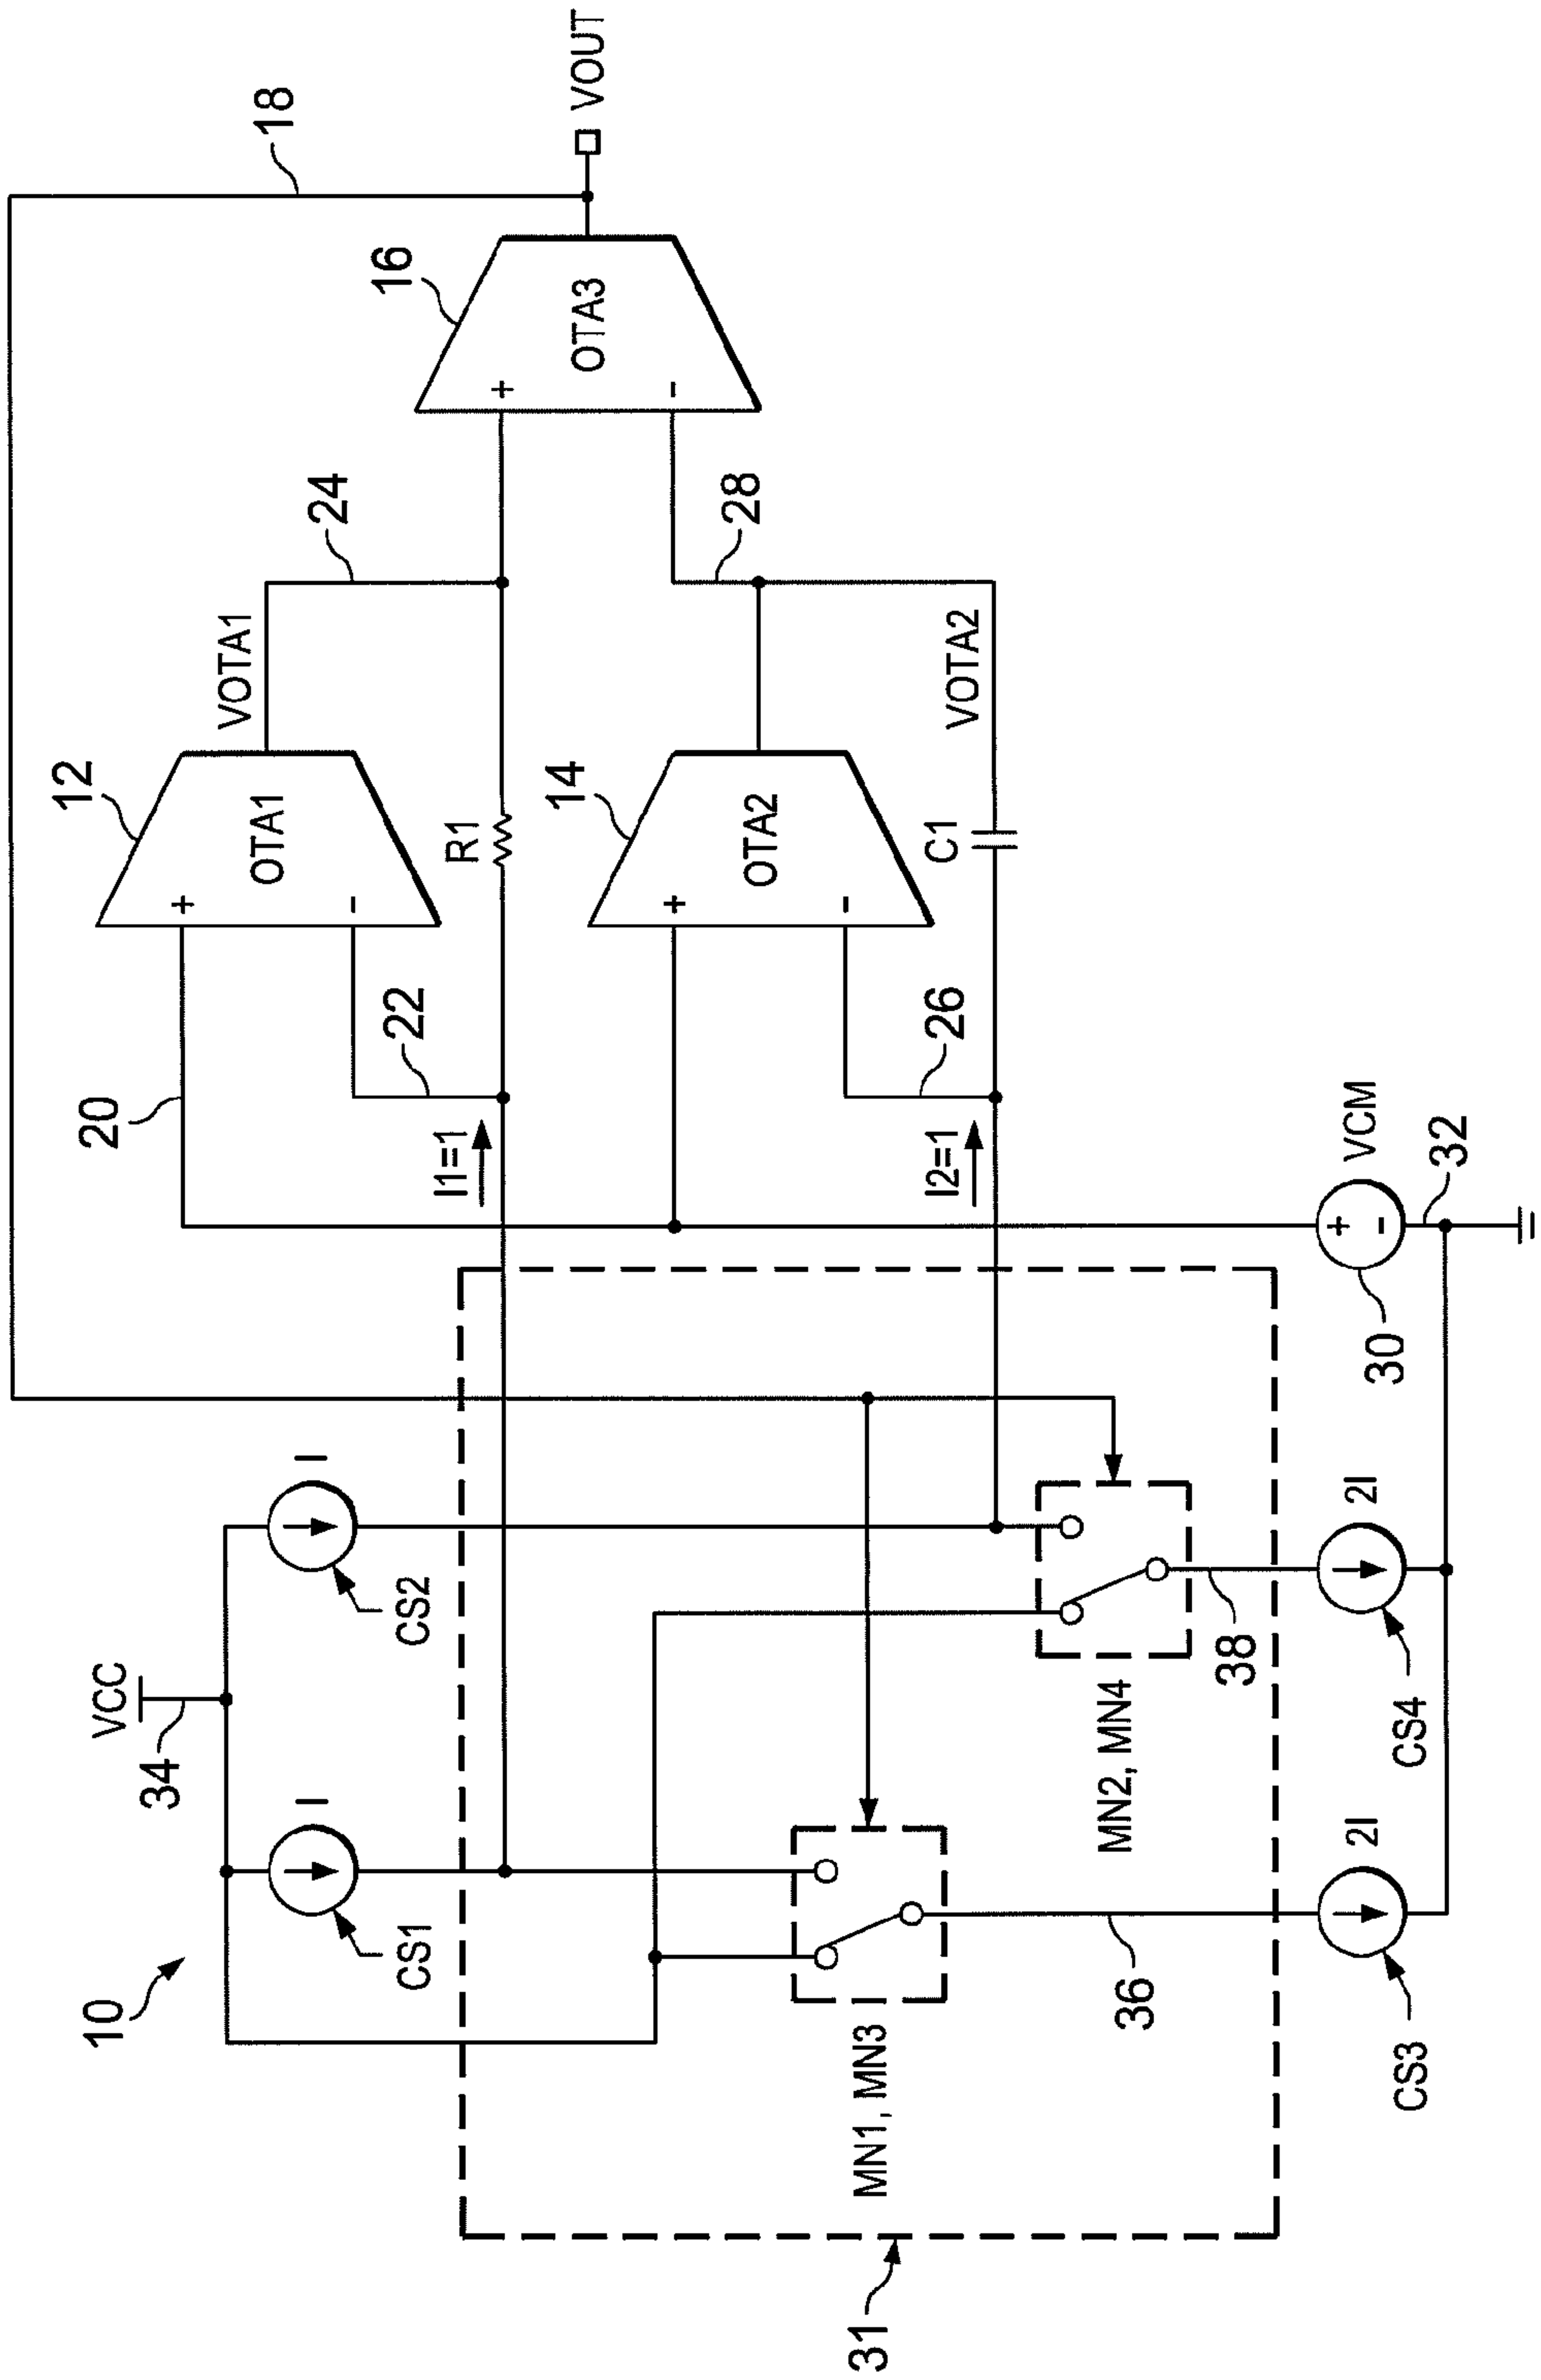 10
VCC
34
CS1
I
CS2
I
18
12
OTA1
+
-
VOTA1
24
20
22
R1
I1=1
16
OTA3
+
-
VOUT
14
OTA2
+
-
28
VOTA2
26
C1
I2=1
MN1, MN3
MN2, MN4
36
38
31
CS3
2I
CS4
2I
30
+
-
VCM
32